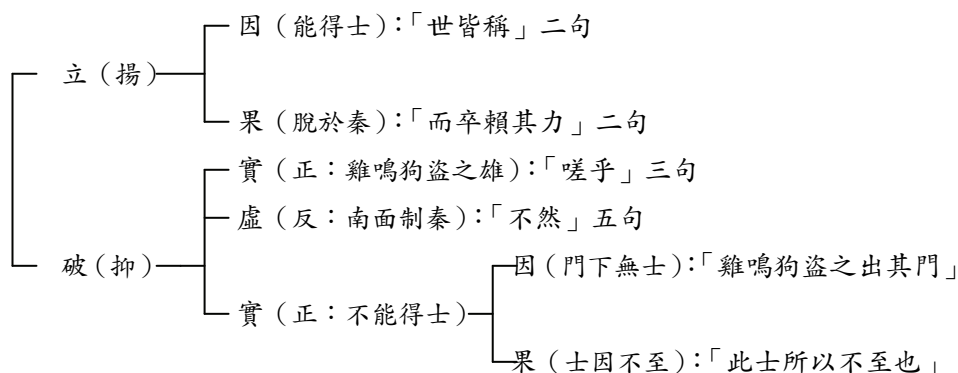 因（能得士）：「世皆稱」二句
立（揚）
果（脫於秦）：「而卒賴其力」二句
實（正：雞鳴狗盜之雄）：「嗟乎」三句
虛（反：南面制秦）：「不然」五句
破（抑）
因（門下無士）：「雞鳴狗盜之出其門」
實（正：不能得士）
果（士因不至）：「此士所以不至也」